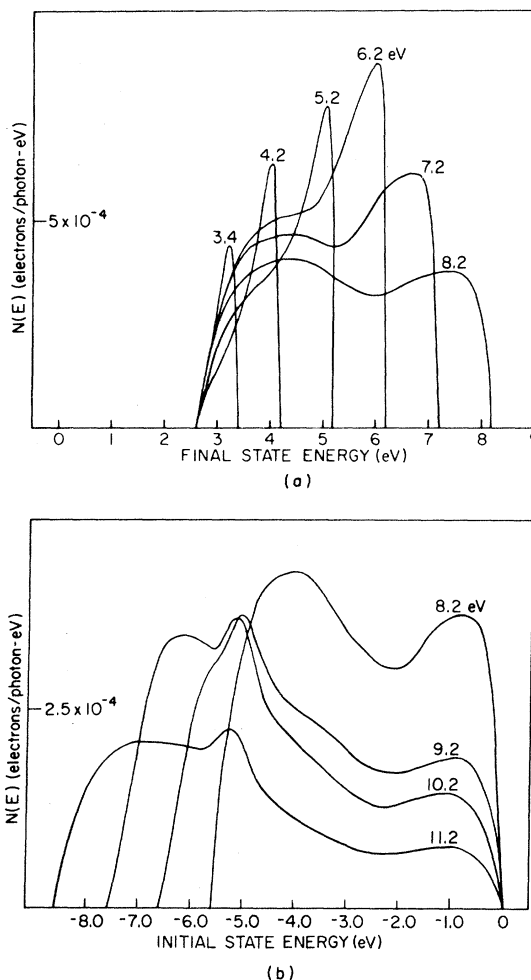 6.2 eV
5.2
4.2
7.2
3.4
8.2
5 x 10⁻⁴
N(E) (electrons/photon-eV)
0 1 2 3 4 5 6 7 8 9
FINAL STATE ENERGY (eV)
(a)
8.2 eV
2.5 x 10⁻⁴
9.2
10.2
11.2
N(E) (electrons/photon-eV)
-8.0 -7.0 -6.0 -5.0 -4.0 -3.0 -2.0 -1.0 0
INITIAL STATE ENERGY (eV)
(b)